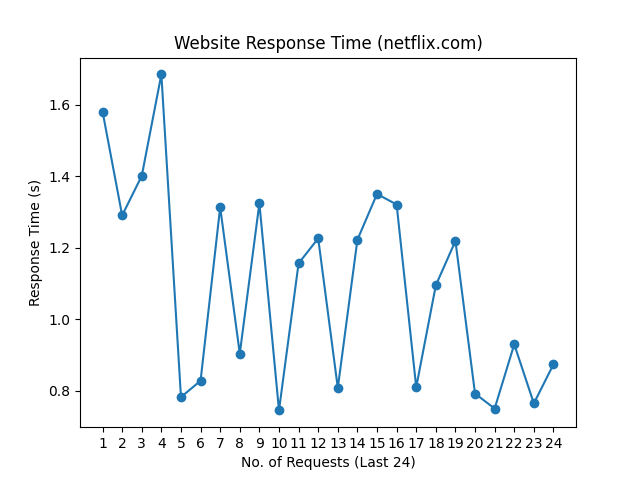 Website Response Time (netflix.com)
Response Time (s)
1.6
1.4
1.2
1.0
0.8
1 2 3 4 5 6 7 8 9 10 11 12 13 14 15 16 17 18 19 20 21 22 23 24
No. of Requests (Last 24)